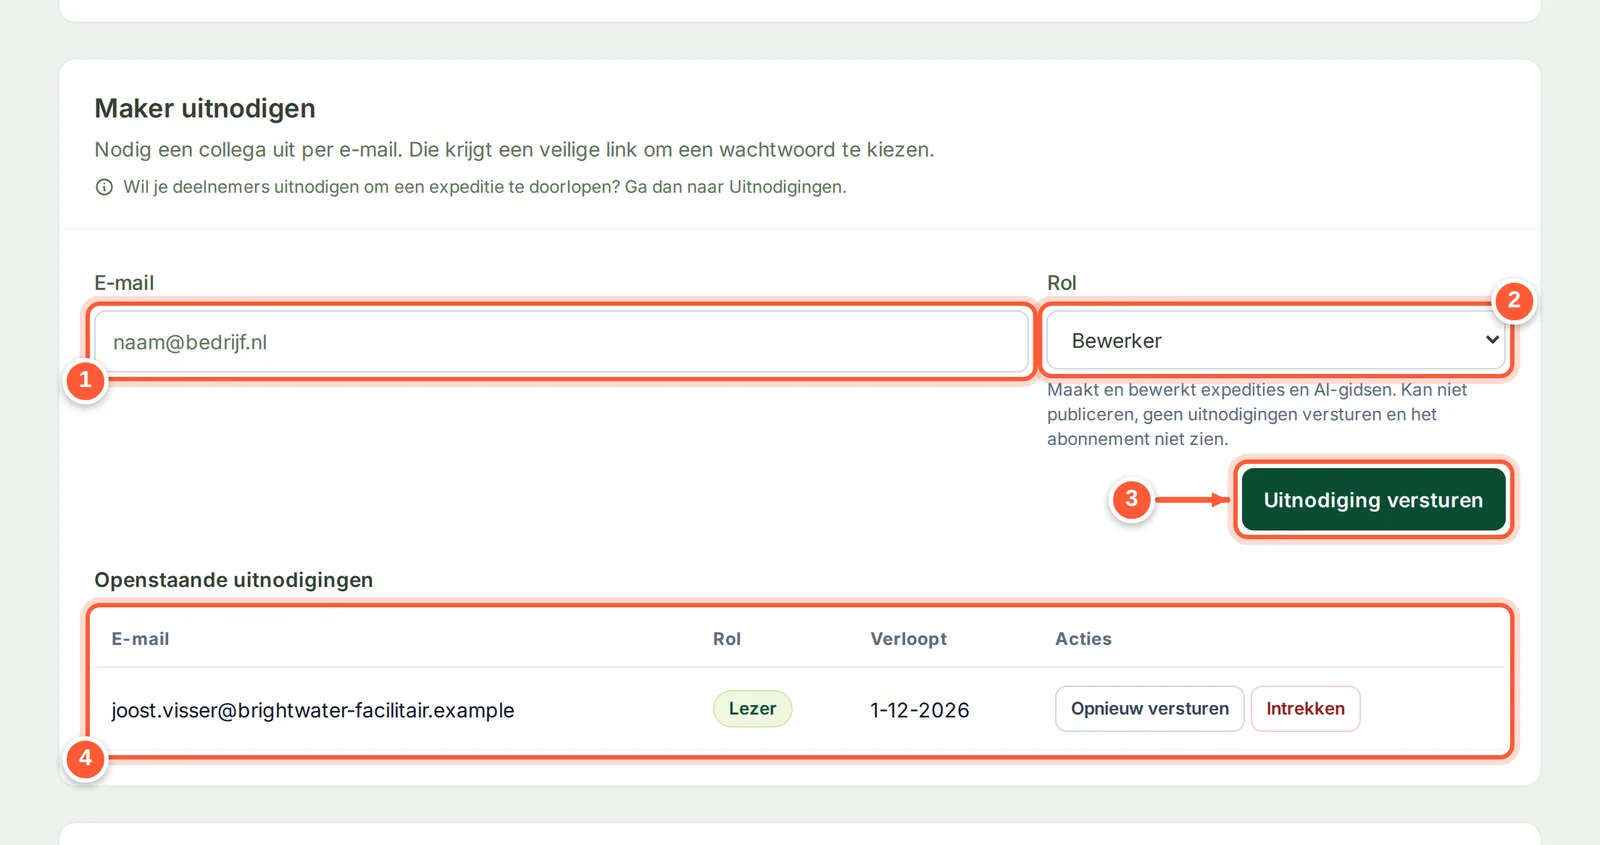 Maker uitnodigen
Nodig een collega uit per e-mail. Die krijgt een veilige link om een wachtwoord te kiezen.
Wil je deelnemers uitnodigen om een expeditie te doorlopen? Ga dan naar Uitnodigingen.
E-mail
Rol
naam@bedrijf.nl
Bewerker
1
2
Maakt en bewerkt expedities en AI-gidsen. Kan niet
publiceren, geen uitnodigingen versturen en het
abonnement niet zien.
3
Uitnodiging versturen
Openstaande uitnodigingen
E-mail Rol Verloopt Acties
joost.visser@brightwater-facilitair.example Lezer 1-12-2026 Opnieuw versturen Intrekken
4